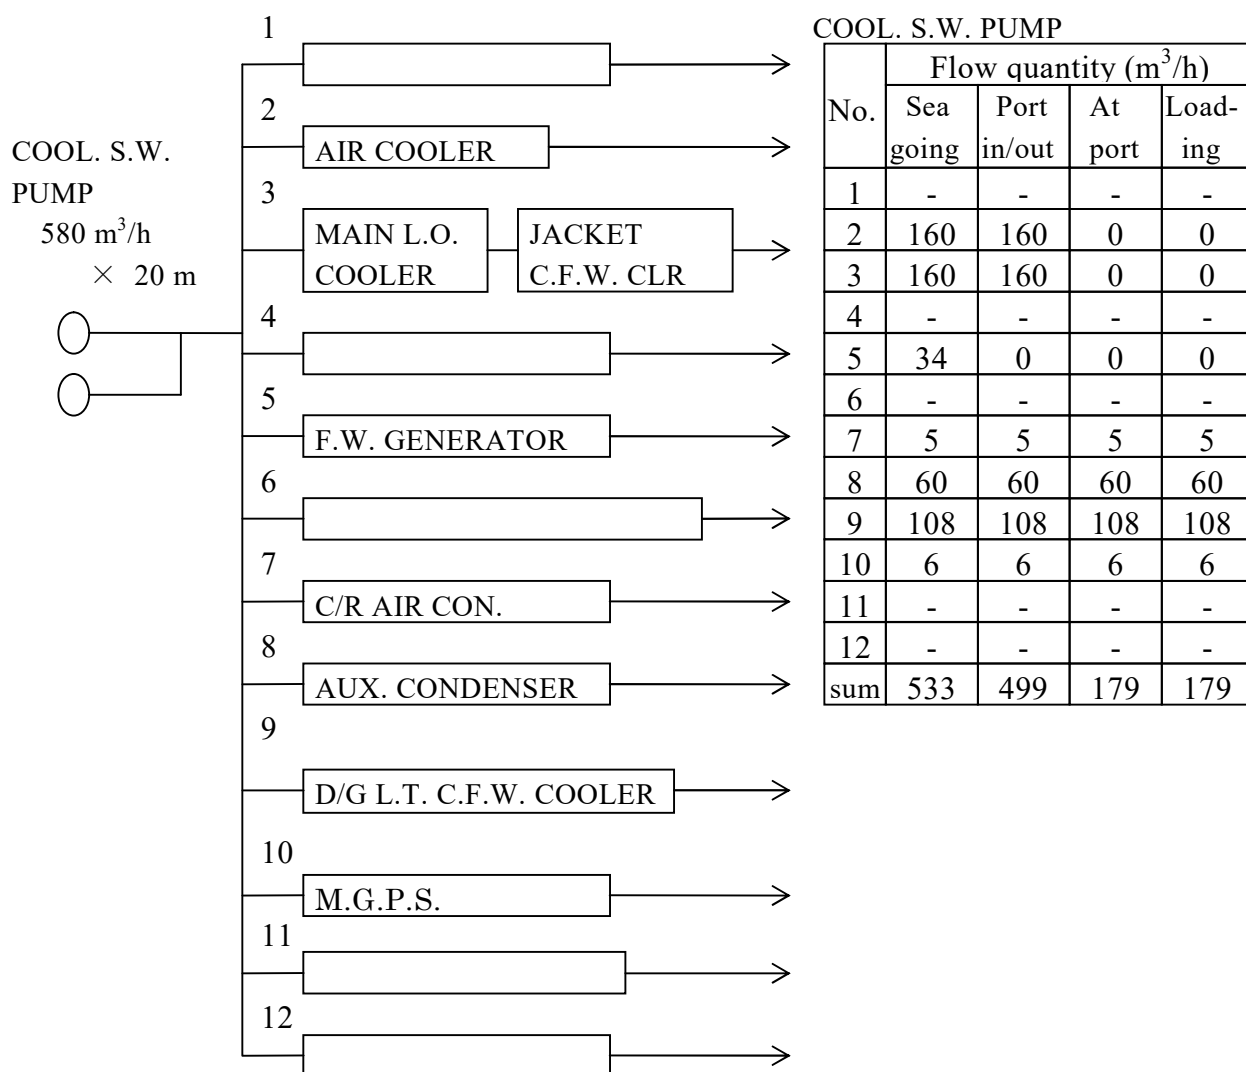 COOL. S.W.
PUMP
580 m³/h
× 20 m
1
2
AIR COOLER
3
MAIN L.O.
COOLER
JACKET
C.F.W. CLR
4
5
F.W. GENERATOR
6
7
C/R AIR CON.
8
AUX. CONDENSER
9
D/G L.T. C.F.W. COOLER
10
M.G.P.S.
11
12
COOL. S.W. PUMP
No. Flow quantity (m³/h)
Sea Port At Load-
going in/out port ing
1 - - - -
2 160 160 0 0
3 160 160 0 0
4 - - - -
5 34 0 0 0
6 - - - -
7 5 5 5 5
8 60 60 60 60
9 108 108 108 108
10 6 6 6 6
11 - - - -
12 - - - -
sum 533 499 179 179